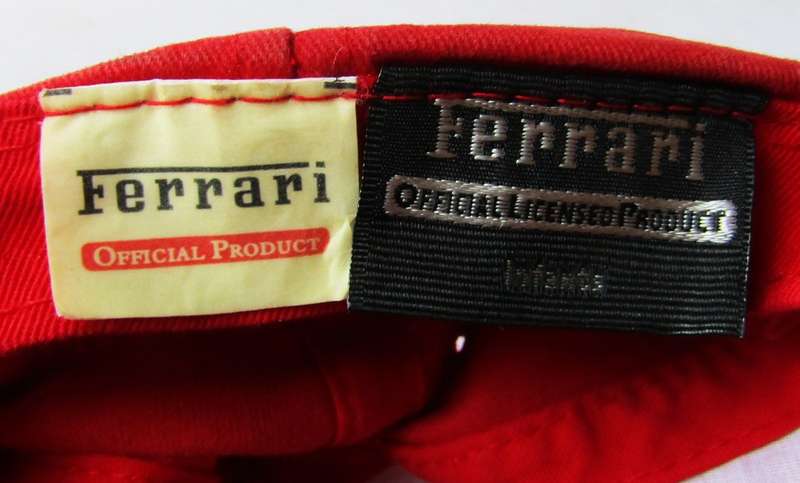 Ferrari
OFFICIAL PRODUCT
Ferrari
OFFICIAL LICENSED PRODUCT
Infants